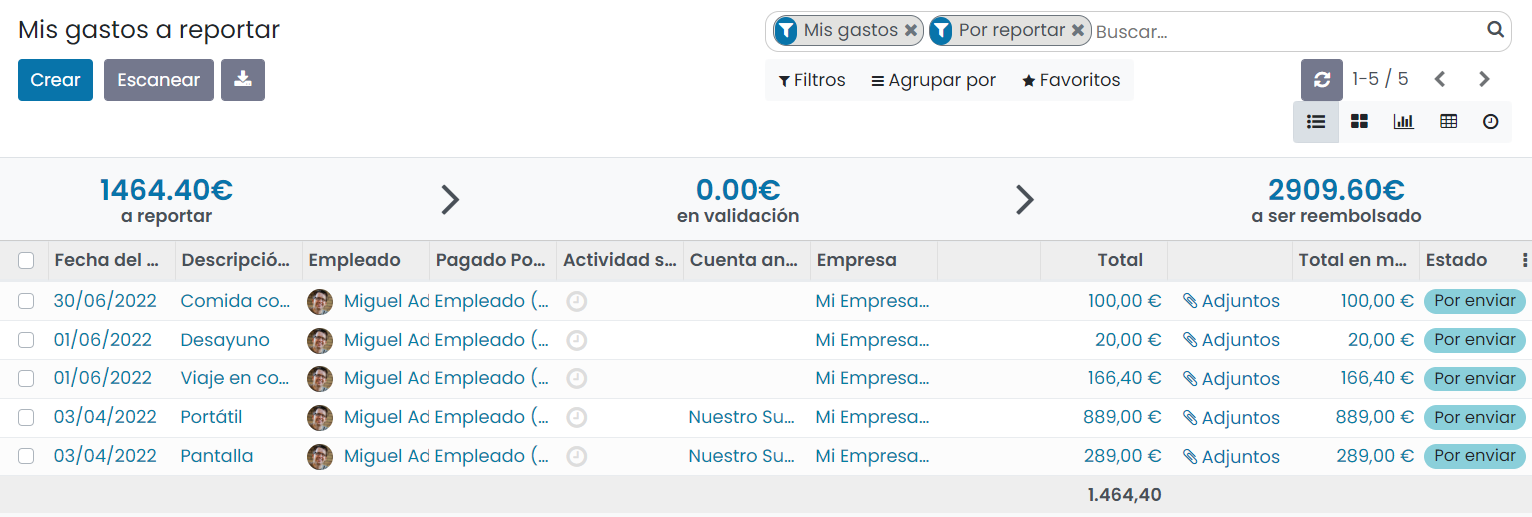 Mis gastos a reportar
Mis gastos Por reportar Buscar...
Crear Escanear
Filtros Agrupar por Favoritos 1-5 / 5
1464.40€ 0.00€ 2909.60€
a reportar en validación a ser reembolsado
Fecha del ... Descripció... Empleado Pagado Po... Actividad s... Cuenta an... Empresa Total Total en m... Estado
30/06/2022 Comida co... Miguel Ad Empleado (... Mi Empresa... 100,00 € Adjuntos 100,00 € Por enviar
01/06/2022 Desayuno Miguel Ad Empleado (... Mi Empresa... 20,00 € Adjuntos 20,00 € Por enviar
01/06/2022 Viaje en co... Miguel Ad Empleado (... Mi Empresa... 166,40 € Adjuntos 166,40 € Por enviar
03/04/2022 Portátil Miguel Ad Empleado (... Nuestro Su... Mi Empresa... 889,00 € Adjuntos 889,00 € Por enviar
03/04/2022 Pantalla Miguel Ad Empleado (... Nuestro Su... Mi Empresa... 289,00 € Adjuntos 289,00 € Por enviar
1.464,40